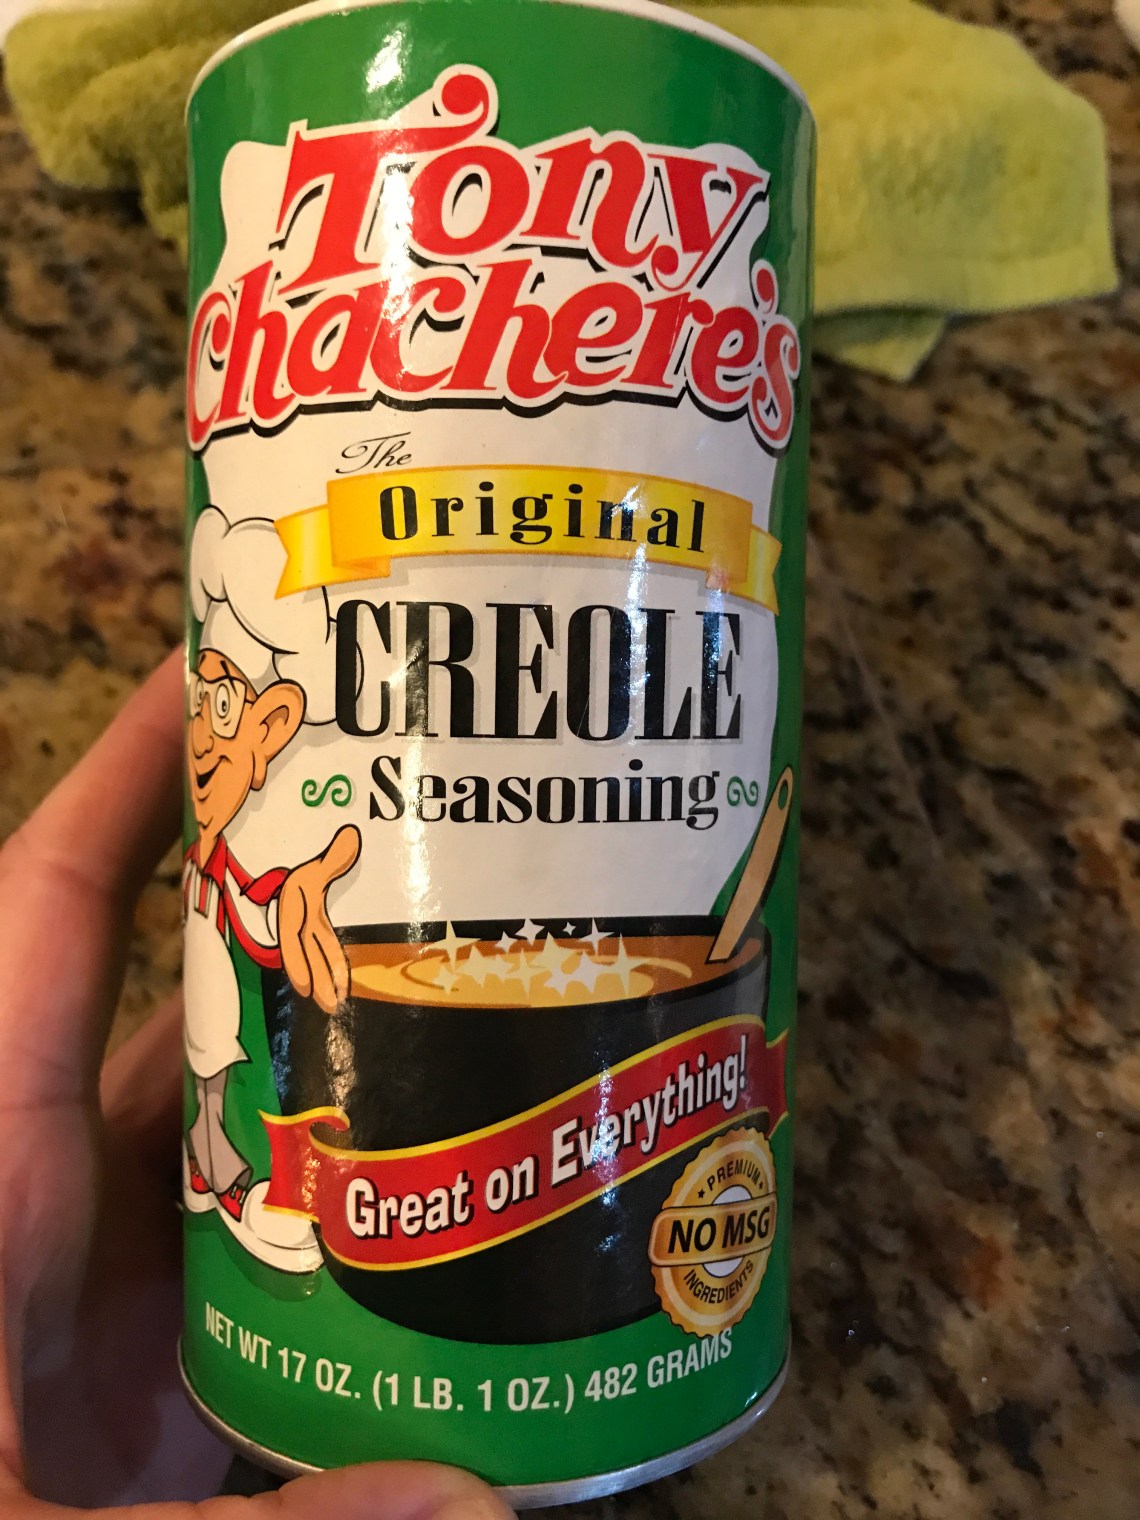 Tony
Chachere's
The
Original
CREOLE
Seasoning
Great on Everything!
PREMIUM
NO MSG
INGREDIENTS
NET WT 17 OZ. (1 LB. 1 OZ.) 482 GRAMS